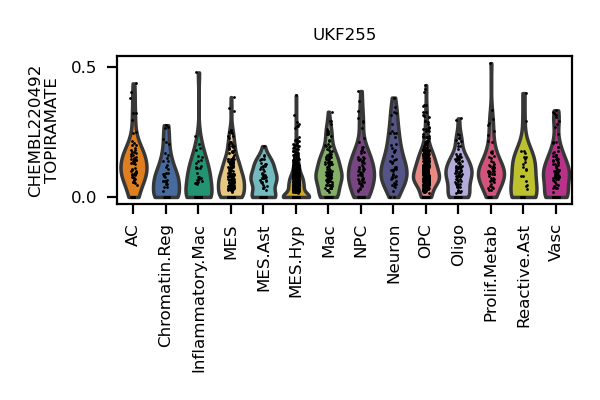 UKF255
CHEMBL220492
TOPIRAMATE
0.5
0.0
AC
Chromatin.Reg
Inflammatory.Mac
MES
MES.Ast
MES.Hyp
Mac
NPC
Neuron
OPC
Oligo
Prolif.Metab
Reactive.Ast
Vasc